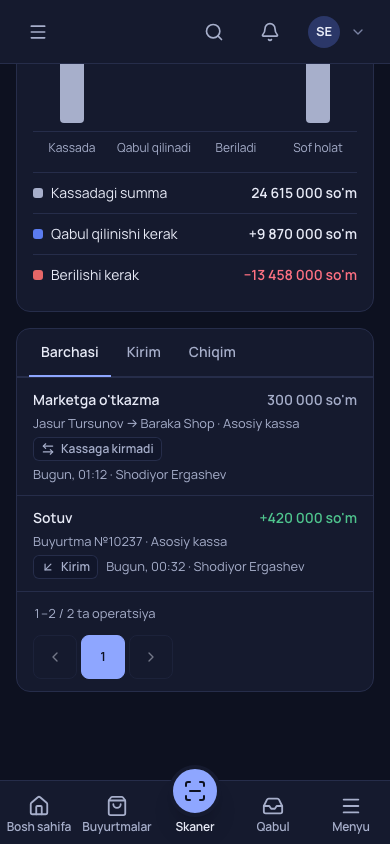 SE
Kassada Qabul qilinadi Beriladi Sof holat
Kassadagi summa 24 615 000 so'm
Qabul qilinishi kerak +9 870 000 so'm
Berilishi kerak −13 458 000 so'm
Barchasi Kirim Chiqim
Marketga o'tkazma 300 000 so'm
Jasur Tursunov → Baraka Shop · Asosiy kassa
Kassaga kirmadi
Bugun, 01:12 · Shodiyor Ergashev
Sotuv +420 000 so'm
Buyurtma №10237 · Asosiy kassa
Kirim Bugun, 00:32 · Shodiyor Ergashev
1–2 / 2 ta operatsiya
1
Bosh sahifa Buyurtmalar Skaner Qabul Menyu